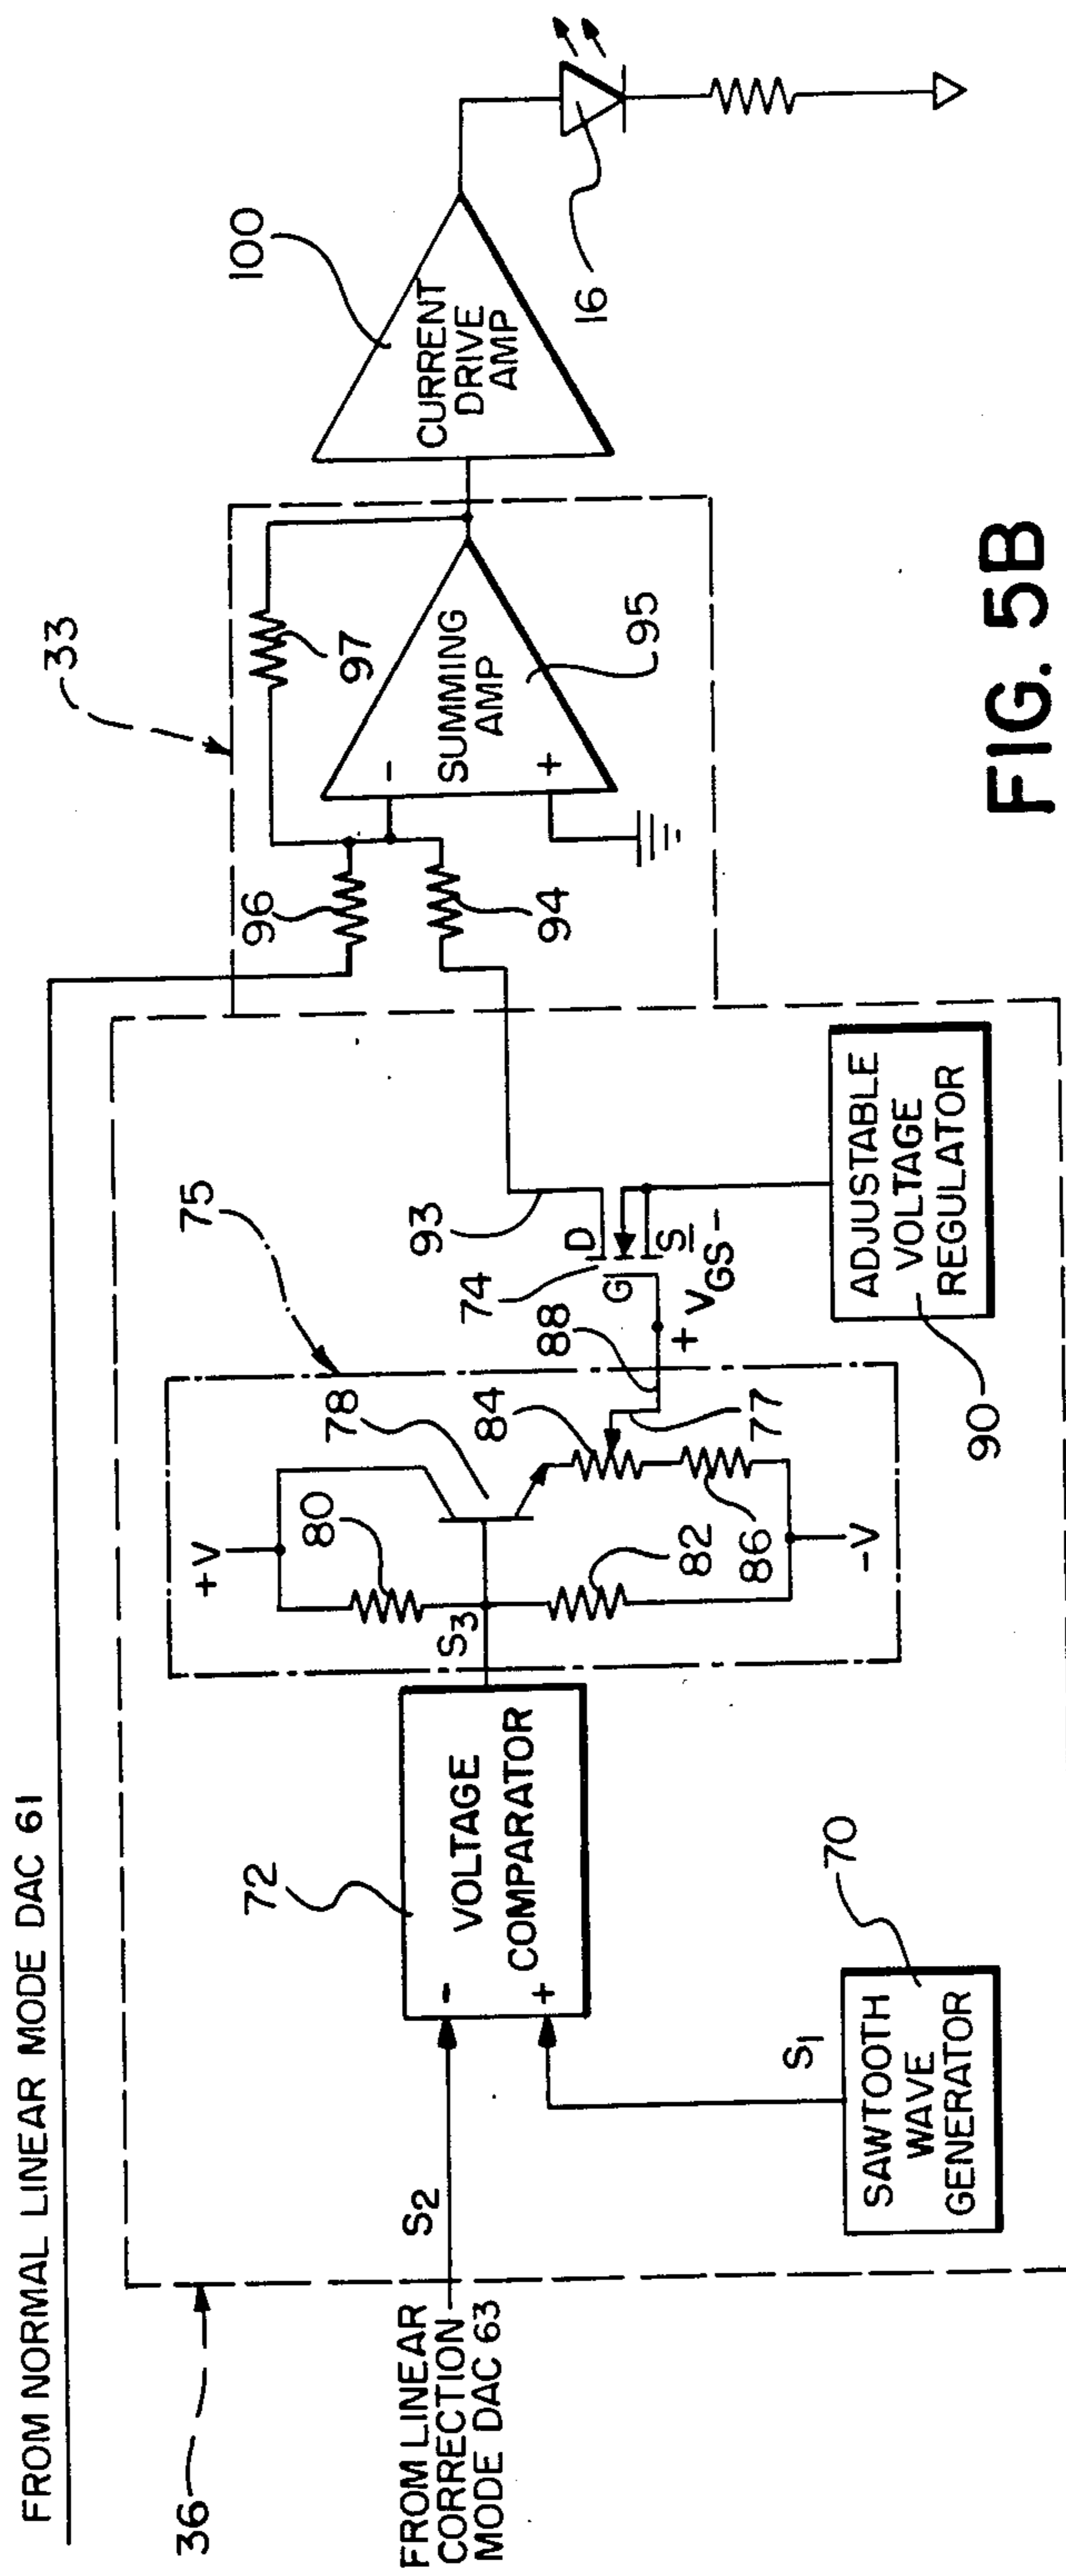 FROM NORMAL LINEAR MODE DAC 61
36
FROM LINEAR
CORRECTION
MODE DAC 63
S2
72
- 
VOLTAGE
COMPARATOR
+
S1
70
SAWTOOTH
WAVE
GENERATOR
75
+V
80
S3
78
82
84
86
77
-V
88
74
G
D
S
+ VGS -
93
90
ADJUSTABLE
VOLTAGE
REGULATOR
33
96
94
97
-
+
SUMMING
AMP
95
100
CURRENT
DRIVE
AMP
16
FIG. 5B